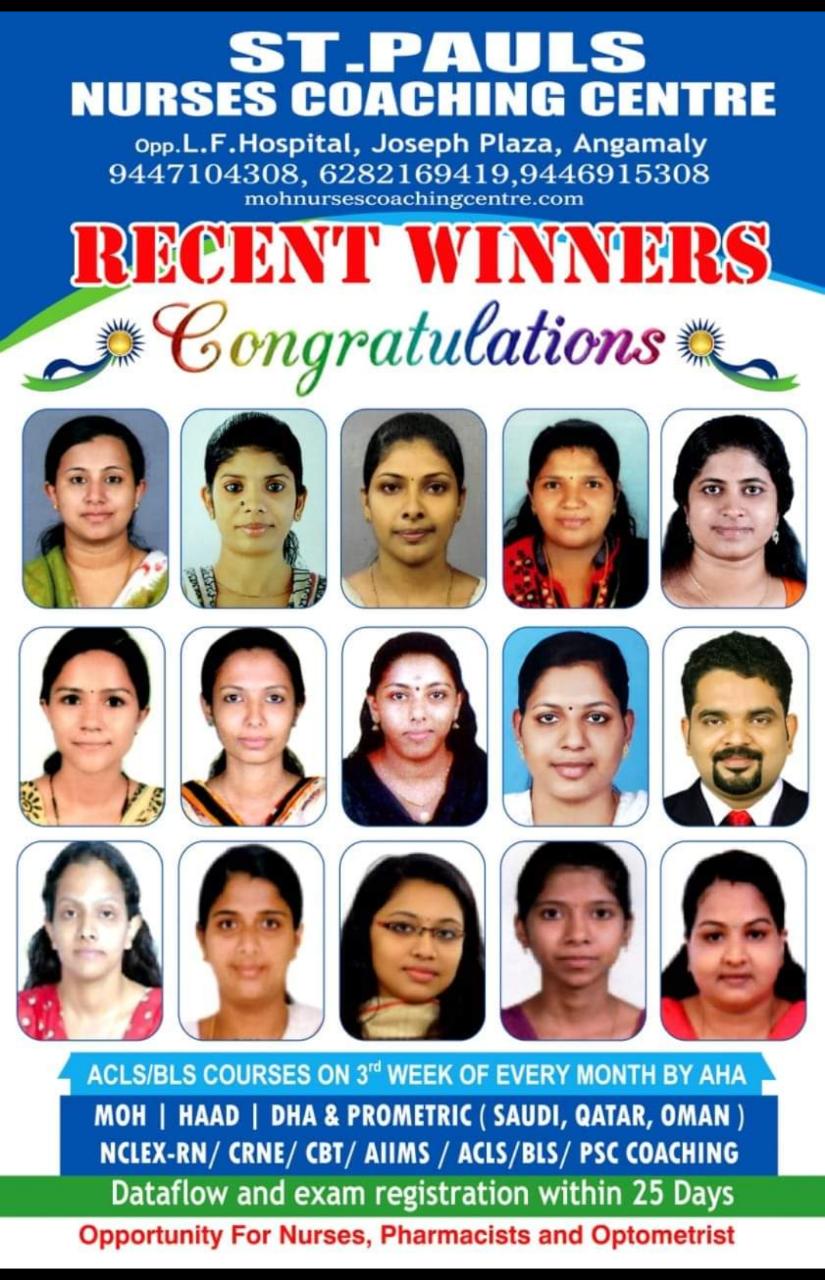 ST.PAULS
NURSES COACHING CENTRE
Opp.L.F.Hospital, Joseph Plaza, Angamaly
9447104308, 6282169419,9446915308
mohnursescoachingcentre.com
RECENT WINNERS
Congratulations
ACLS/BLS COURSES ON 3rd WEEK OF EVERY MONTH BY AHA
MOH | HAAD | DHA & PROMETRIC ( SAUDI, QATAR, OMAN )
NCLEX-RN/ CRNE/ CBT/ AIIMS / ACLS/BLS/ PSC COACHING
Dataflow and exam registration within 25 Days
Opportunity For Nurses, Pharmacists and Optometrist